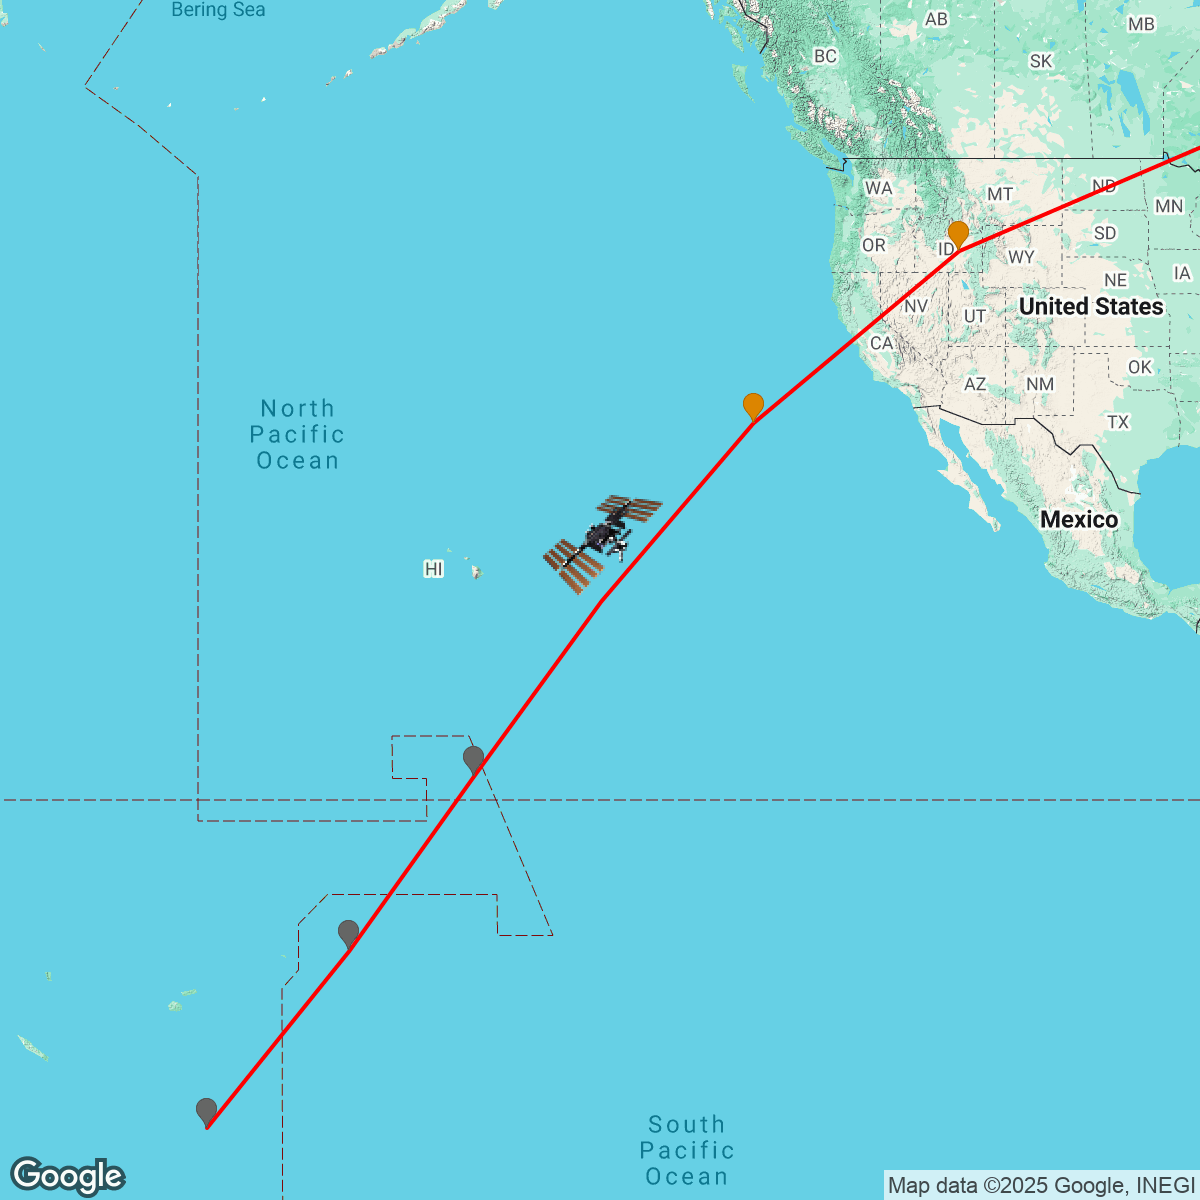 Bering Sea
AB
MB
BC
SK
WA
MT
ND
MN
OR
ID
SD
WY
NE
IA
NV
UT
United States
CA
OK
AZ
NM
TX
North
Pacific
Ocean
Mexico
HI
South
Pacific
Ocean
Google
Map data ©2025 Google, INEGI